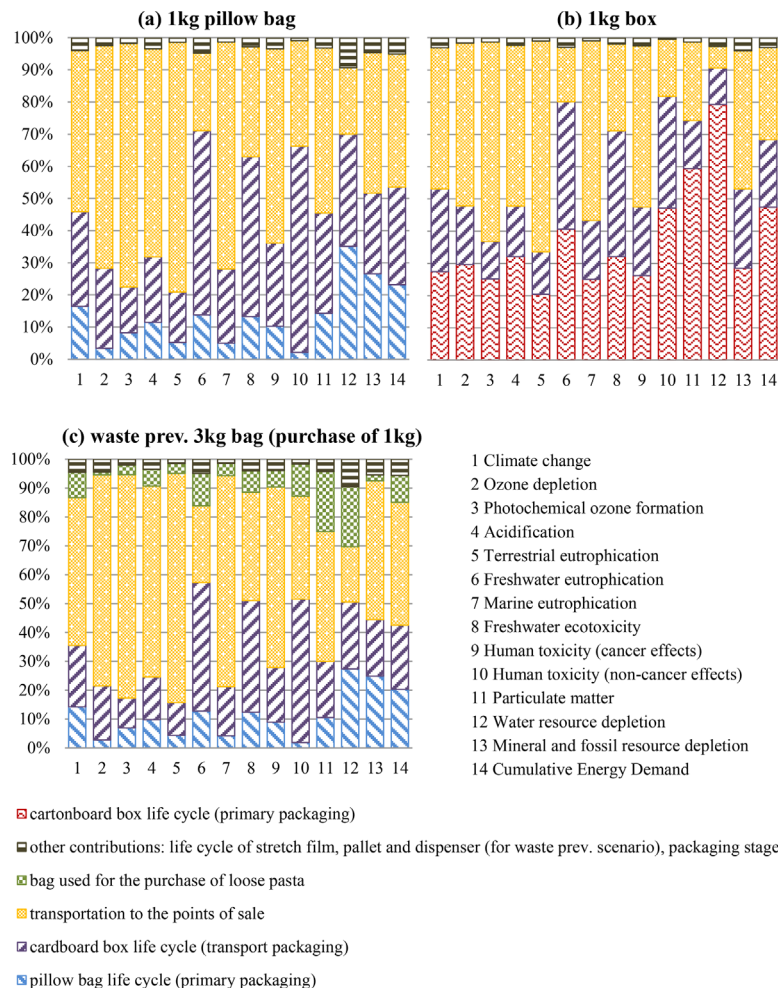 (a) 1kg pillow bag
(b) 1kg box
100%
90%
80%
70%
60%
50%
40%
30%
20%
10%
0%
1 2 3 4 5 6 7 8 9 10 11 12 13 14
100%
90%
80%
70%
60%
50%
40%
30%
20%
10%
0%
1 2 3 4 5 6 7 8 9 10 11 12 13 14
(c) waste prev. 3kg bag (purchase of 1kg)
100%
90%
80%
70%
60%
50%
40%
30%
20%
10%
0%
1 2 3 4 5 6 7 8 9 10 11 12 13 14
1 Climate change
2 Ozone depletion
3 Photochemical ozone formation
4 Acidification
5 Terrestrial eutrophication
6 Freshwater eutrophication
7 Marine eutrophication
8 Freshwater ecotoxicity
9 Human toxicity (cancer effects)
10 Human toxicity (non-cancer effects)
11 Particulate matter
12 Water resource depletion
13 Mineral and fossil resource depletion
14 Cumulative Energy Demand
cartonboard box life cycle (primary packaging)
other contributions: life cycle of stretch film, pallet and dispenser (for waste prev. scenario), packaging stage
bag used for the purchase of loose pasta
transportation to the points of sale
cardboard box life cycle (transport packaging)
pillow bag life cycle (primary packaging)